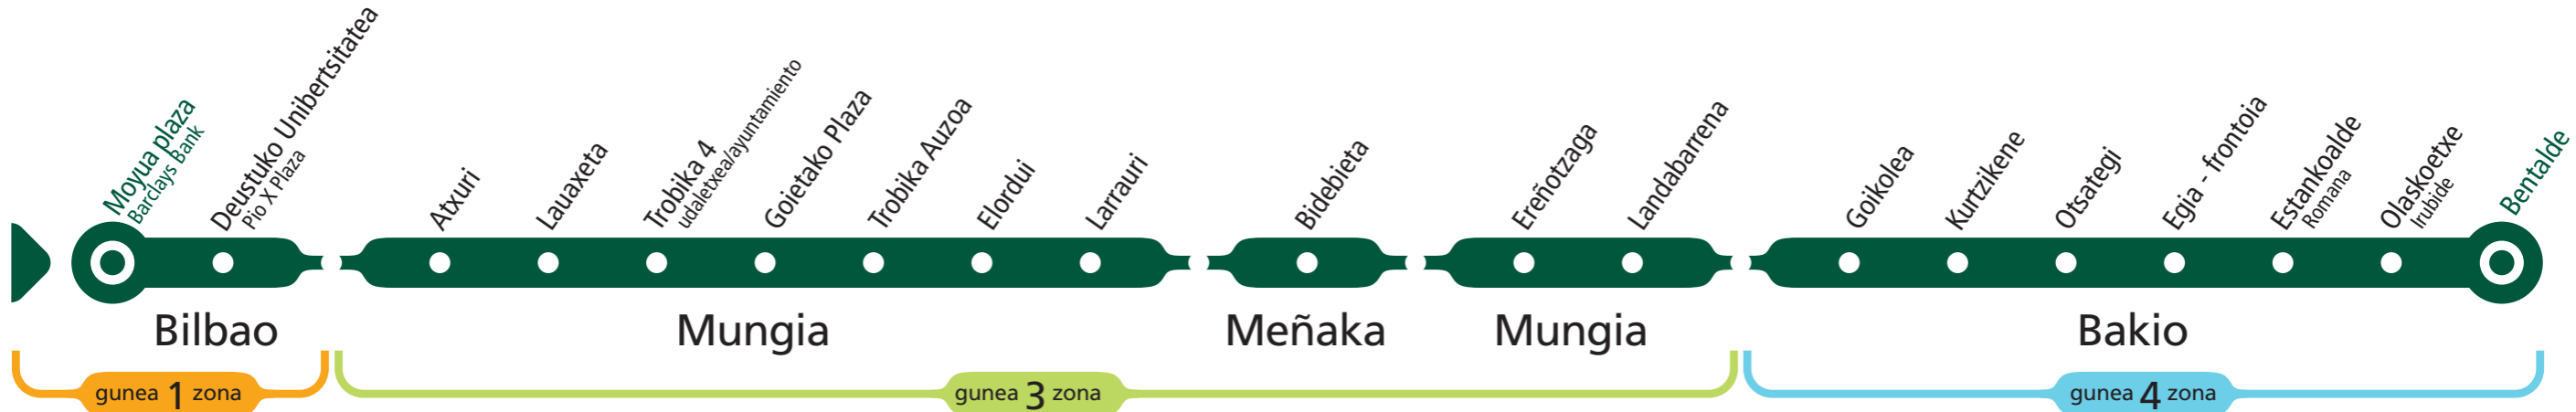 Moyua plaza
Barclays Bank
Deustuko Unibertsitatea
Pio X Plaza
Atxuri
Lauaxeta
Trobika 4
udaletxea/ayuntamiento
Goietako Plaza
Trobika Auzoa
Elordui
Larrauri
Bidebieta
Ereñotzaga
Landabarrena
Goikolea
Kurtzikene
Otsategi
Egia - frontoia
Estankoalde
Romana
Olaskoetxe
Irubide
Bentalde
Bilbao
Mungia
Meñaka
Mungia
Bakio
gunea 1 zona
gunea 3 zona
gunea 4 zona